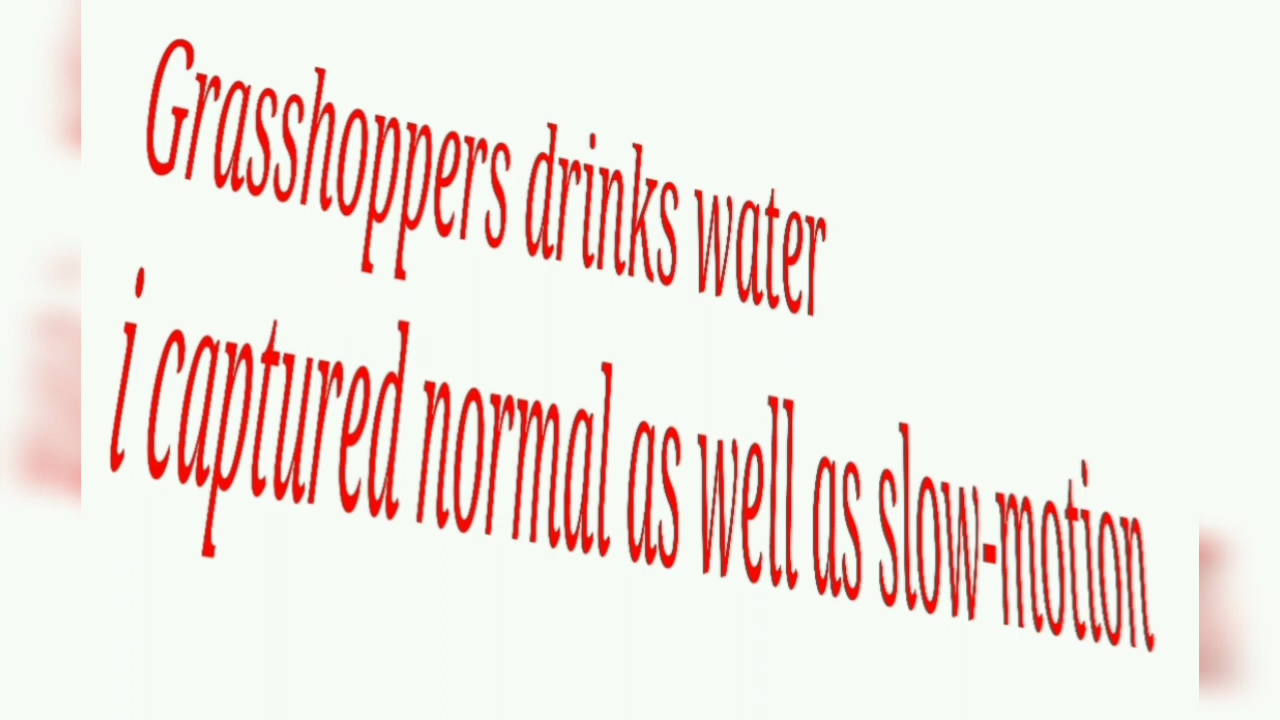 Grasshoppers drinks water
i captured normal as well as slow-motion